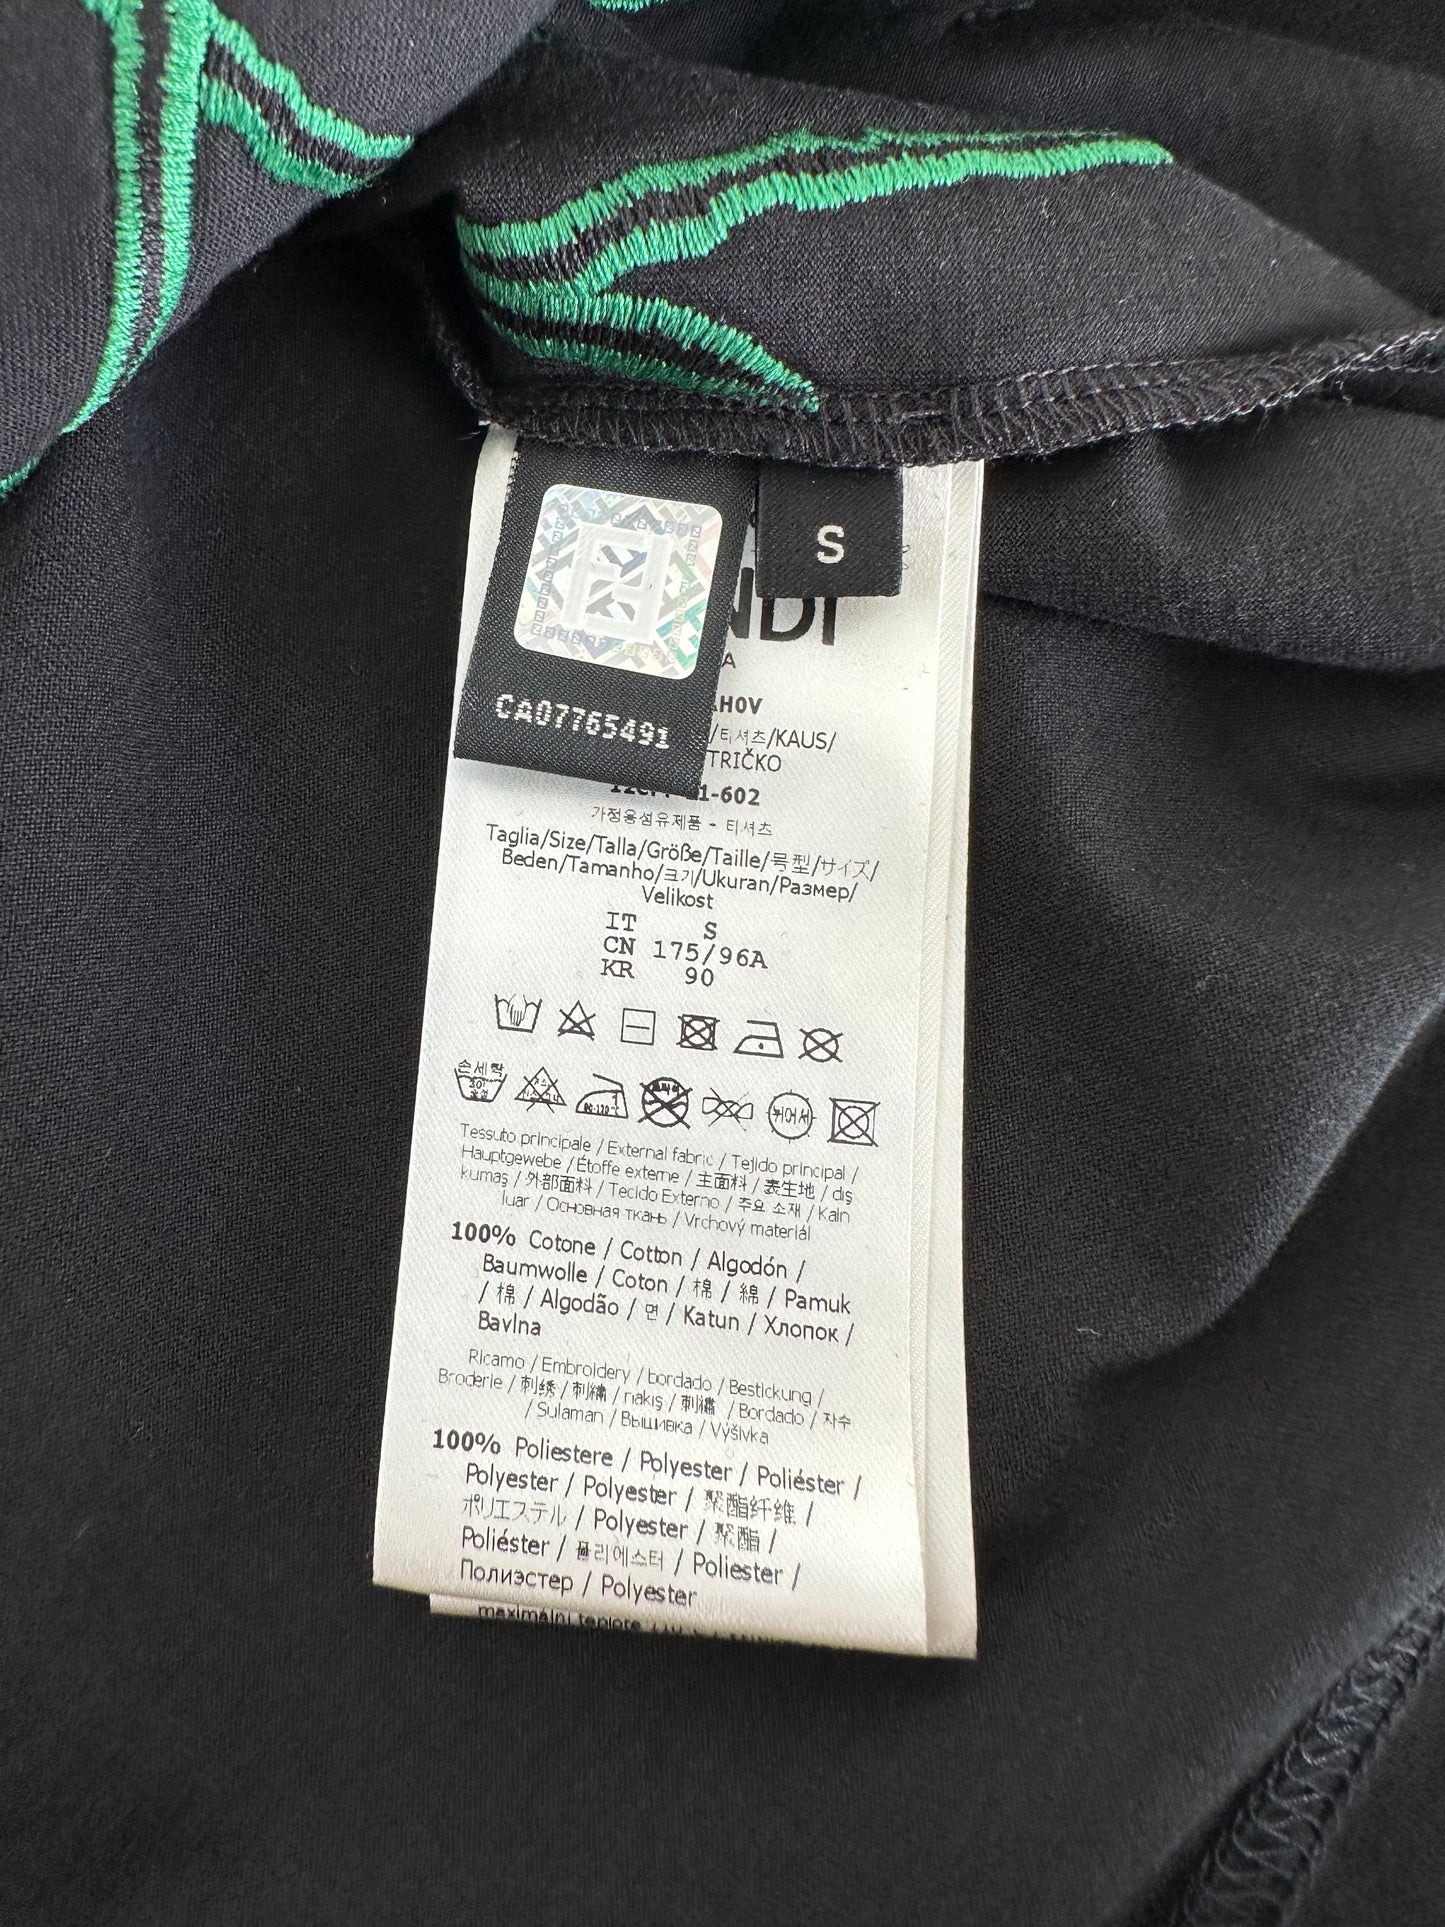 S
NDI
CA07765491
AH0V
/티셔츠/KAUS/
TRIČKO
1-602
가정용섬유제품 - 티셔츠
Taglia/Size/Talla/Größe/Taille/号型/サイズ/
Beden/Tamanho/크기/Ukuran/Размер/
Velikost
IT S
CN 175/96A
KR 90
손세탁
30℃
Tessuto principale / External fabric / Tejido principal /
Hauptgewebe / Étoffe externe / 主面料 / 表生地 / dış
kumaş / 外部面料 / Tecido Externo / 주요 소재 / Kain
luar / Основная ткань / Vrchový materiál
100% Cotone / Cotton / Algodón /
Baumwolle / Coton / 棉 / 綿 / Pamuk
/ 棉 / Algodão / 면 / Katun / Хлопок /
Bavlna
Ricamo / Embroidery / bordado / Bestickung /
Broderie / 刺绣 / 刺繍 / nakış / 刺繡 / Bordado / 자수
/ Sulaman / Вышивка / Výšivka
100% Poliestere / Polyester / Poliéster /
Polyester / Polyester / 聚酯纤维 /
ポリエステル / Polyester / 聚酯 /
Poliéster / 폴리에스터 / Poliester /
Полиэстер / Polyester
maximální teplotě